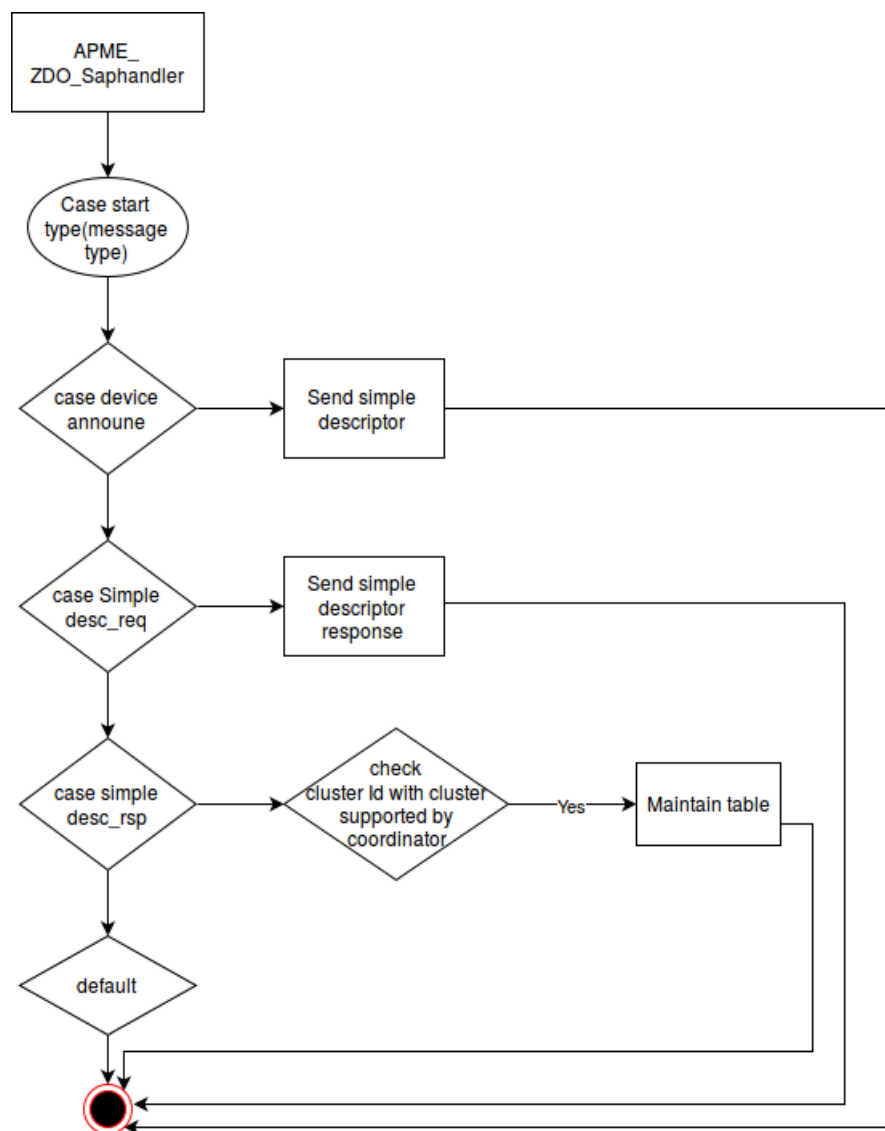 APME_
ZDO_Saphandler
Case start
type(message
type)
case device
announe
Send simple
descriptor
case Simple
desc_req
Send simple
descriptor
response
case simple
desc_rsp
check
cluster Id with cluster
supported by
coordinator
Yes
Maintain table
default